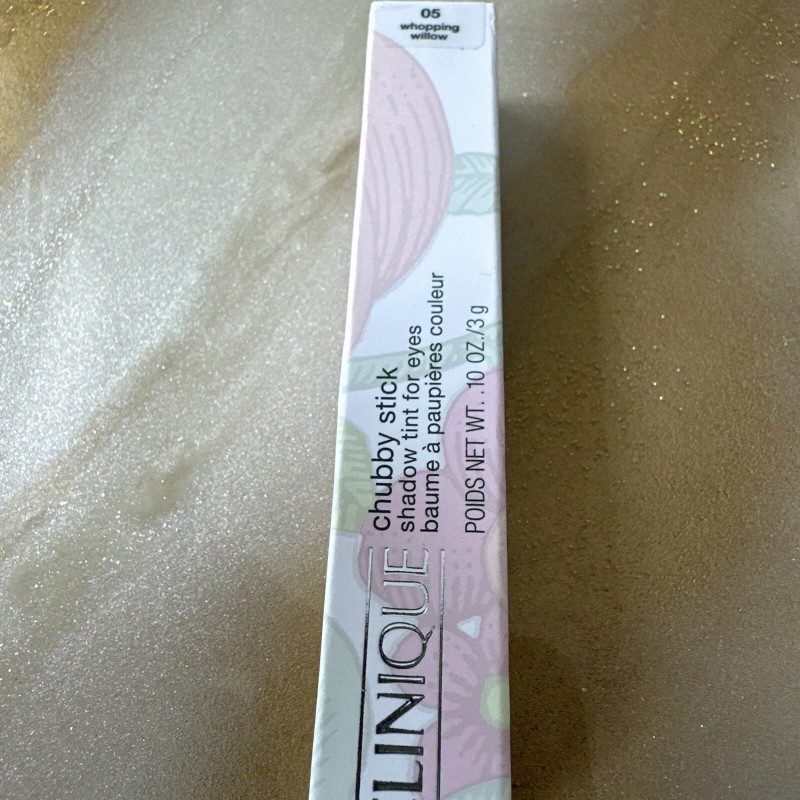 05
whopping
willow
CLINIQUE
chubby stick
shadow tint for eyes
baume à paupières couleur
POIDS NET WT. .10 OZ./3 g